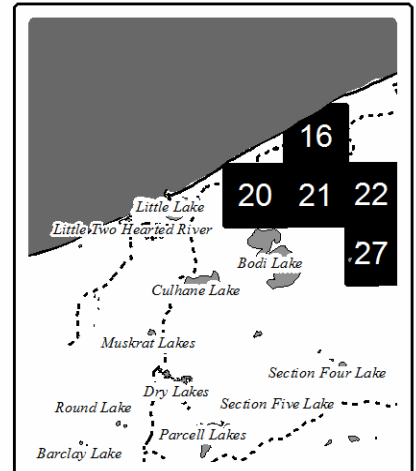 16
20 21 22
Little Lake
Little Two Hearted River
27
Bodi Lake
Culhane Lake
Muskrat Lakes
Section Four Lake
Dry Lakes
Round Lake
Section Five Lake
Parcell Lakes
Barclay Lake